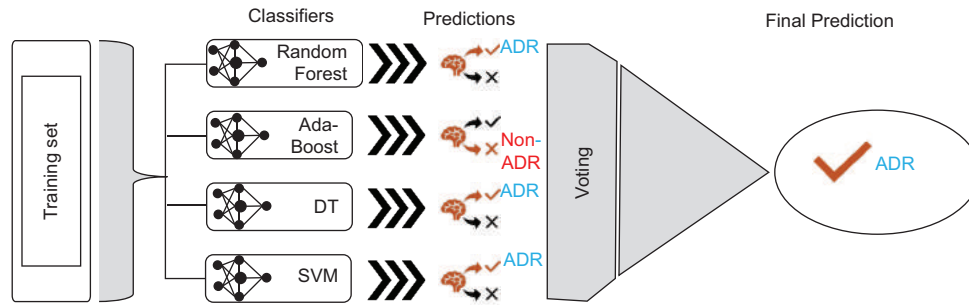 Classifiers
Predictions
Final Prediction
Training set
Random
Forest
ADR
Ada-
Boost
Non-
ADR
DT
ADR
SVM
ADR
Voting
ADR